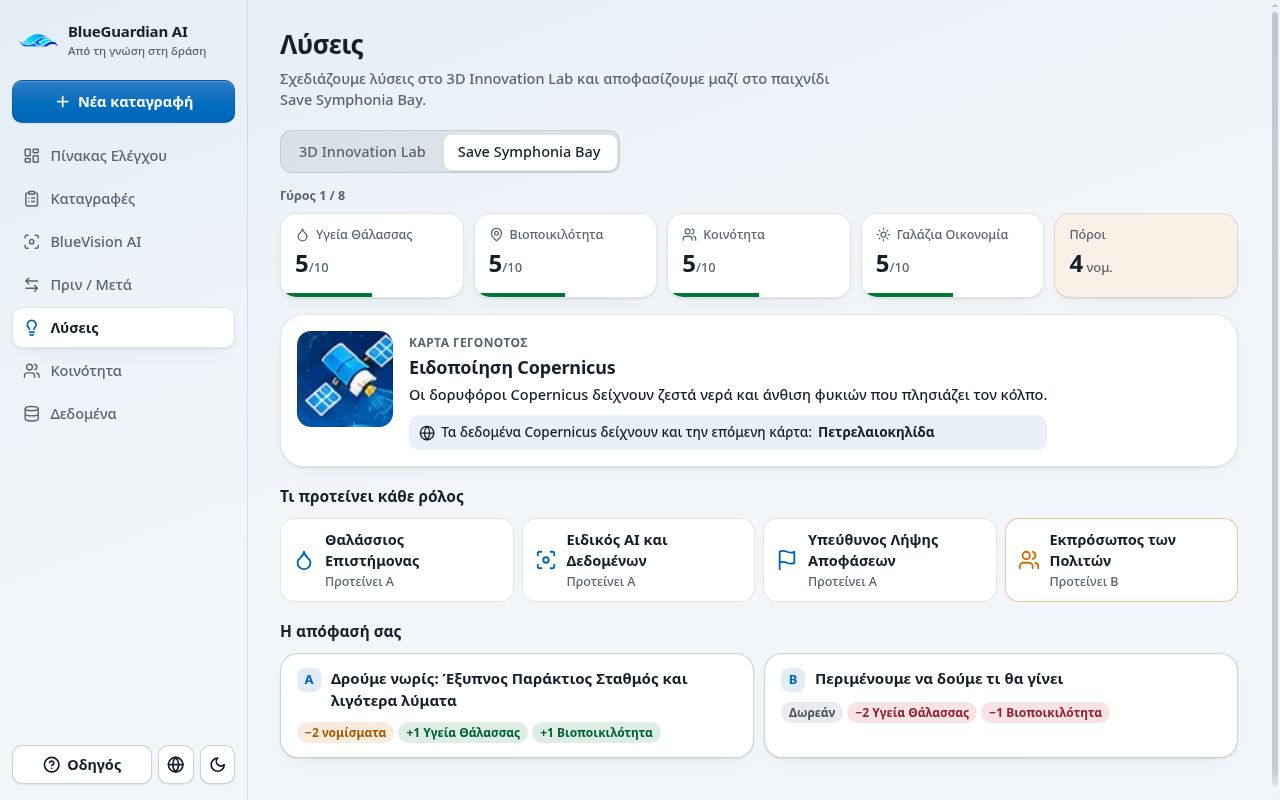 BlueGuardian AI
Από τη γνώση στη δράση
Νέα καταγραφή
Πίνακας Ελέγχου
Καταγραφές
BlueVision AI
Πριν / Μετά
Λύσεις
Κοινότητα
Δεδομένα
Οδηγός
Λύσεις
Σχεδιάζουμε λύσεις στο 3D Innovation Lab και αποφασίζουμε μαζί στο παιχνίδι
Save Symphonia Bay.
3D Innovation Lab
Save Symphonia Bay
Γύρος 1 / 8
Υγεία Θάλασσας
5/10
Βιοποικιλότητα
5/10
Κοινότητα
5/10
Γαλάζια Οικονομία
5/10
Πόροι
4 νομ.
ΚΑΡΤΑ ΓΕΓΟΝΟΤΟΣ
Ειδοποίηση Copernicus
Οι δορυφόροι Copernicus δείχνουν ζεστά νερά και άνθιση φυκιών που πλησιάζει τον κόλπο.
Τα δεδομένα Copernicus δείχνουν και την επόμενη κάρτα: Πετρελαιοκηλίδα
Τι προτείνει κάθε ρόλος
Θαλάσσιος
Επιστήμονας
Προτείνει A
Ειδικός AI και
Δεδομένων
Προτείνει A
Υπεύθυνος Λήψης
Αποφάσεων
Προτείνει A
Εκπρόσωπος των
Πολιτών
Προτείνει B
Η απόφασή σας
A
Δρούμε νωρίς: Έξυπνος Παράκτιος Σταθμός και
λιγότερα λύματα
−2 νομίσματα
+1 Υγεία Θάλασσας
+1 Βιοποικιλότητα
B
Περιμένουμε να δούμε τι θα γίνει
Δωρεάν
−2 Υγεία Θάλασσας
−1 Βιοποικιλότητα